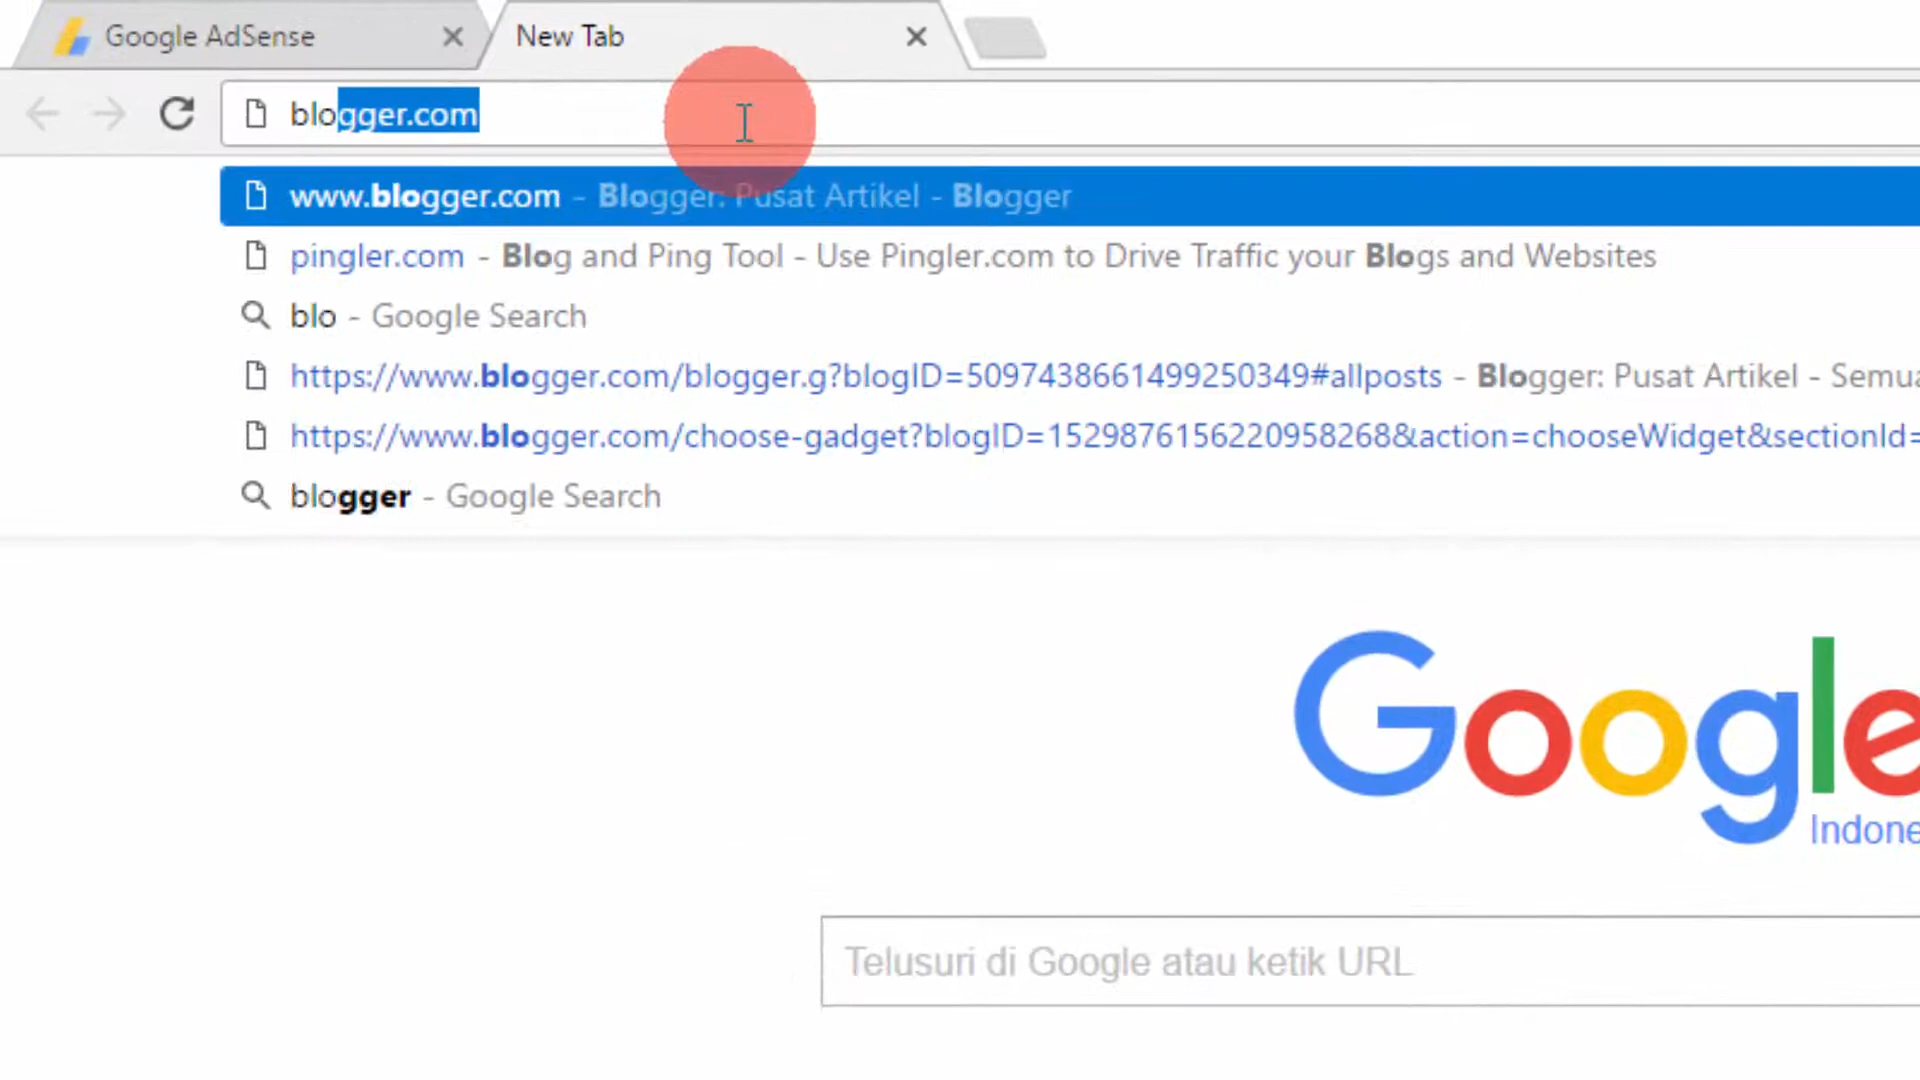 Google AdSense
New Tab
blogger.com
www.blogger.com - Blogger: Pusat Artikel - Blogger
pingler.com - Blog and Ping Tool - Use Pingler.com to Drive Traffic your Blogs and Websites
blo - Google Search
https://www.blogger.com/blogger.g?blogID=5097438661499250349#allposts - Blogger: Pusat Artikel - Semua
https://www.blogger.com/choose-gadget?blogID=1529876156220958268&action=chooseWidget&sectionId=
blogger - Google Search
Google
Indone
Telusuri di Google atau ketik URL